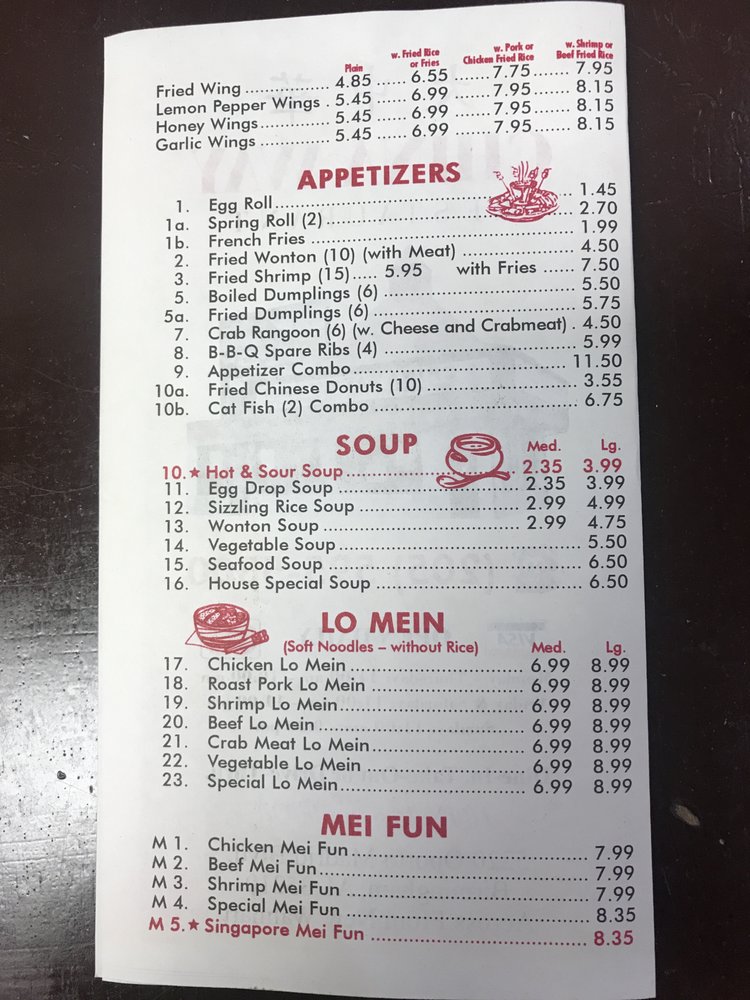 Plain w. Fried Rice or Fries w. Pork or Chicken Fried Rice w. Shrimp or Beef Fried Rice
Fried Wing ................ 4.85 ...... 6.55 ....... 7.75 ....... 7.95
Lemon Pepper Wings . 5.45 ...... 6.99 ....... 7.95 ....... 8.15
Honey Wings............. 5.45 ...... 6.99 ....... 7.95 ....... 8.15
Garlic Wings ............. 5.45 ...... 6.99 ....... 7.95 ....... 8.15
APPETIZERS
1. Egg Roll ........ 1.45
1a. Spring Roll (2) ........ 2.70
1b. French Fries ........ 1.99
2. Fried Wonton (10) (with Meat) ........ 4.50
3. Fried Shrimp (15)..... 5.95 with Fries ...... 7.50
5. Boiled Dumplings (6) ........ 5.50
5a. Fried Dumplings (6) ........ 5.75
7. Crab Rangoon (6) (w. Cheese and Crabmeat) . 4.50
8. B-B-Q Spare Ribs (4) ........ 5.99
9. Appetizer Combo ........ 11.50
10a. Fried Chinese Donuts (10) ........ 3.55
10b. Cat Fish (2) Combo ........ 6.75
SOUP Med. Lg.
10.★ Hot & Sour Soup ........ 2.35 3.99
11. Egg Drop Soup ........ 2.35 3.99
12. Sizzling Rice Soup ........ 2.99 4.99
13. Wonton Soup ........ 2.99 4.75
14. Vegetable Soup ........ 5.50
15. Seafood Soup ........ 6.50
16. House Special Soup ........ 6.50
LO MEIN
(Soft Noodles – without Rice) Med. Lg.
17. Chicken Lo Mein ........ 6.99 8.99
18. Roast Pork Lo Mein ........ 6.99 8.99
19. Shrimp Lo Mein ........ 6.99 8.99
20. Beef Lo Mein ........ 6.99 8.99
21. Crab Meat Lo Mein ........ 6.99 8.99
22. Vegetable Lo Mein ........ 6.99 8.99
23. Special Lo Mein ........ 6.99 8.99
MEI FUN
M 1. Chicken Mei Fun ........ 7.99
M 2. Beef Mei Fun ........ 7.99
M 3. Shrimp Mei Fun ........ 7.99
M 4. Special Mei Fun ........ 8.35
M 5.★ Singapore Mei Fun ........ 8.35